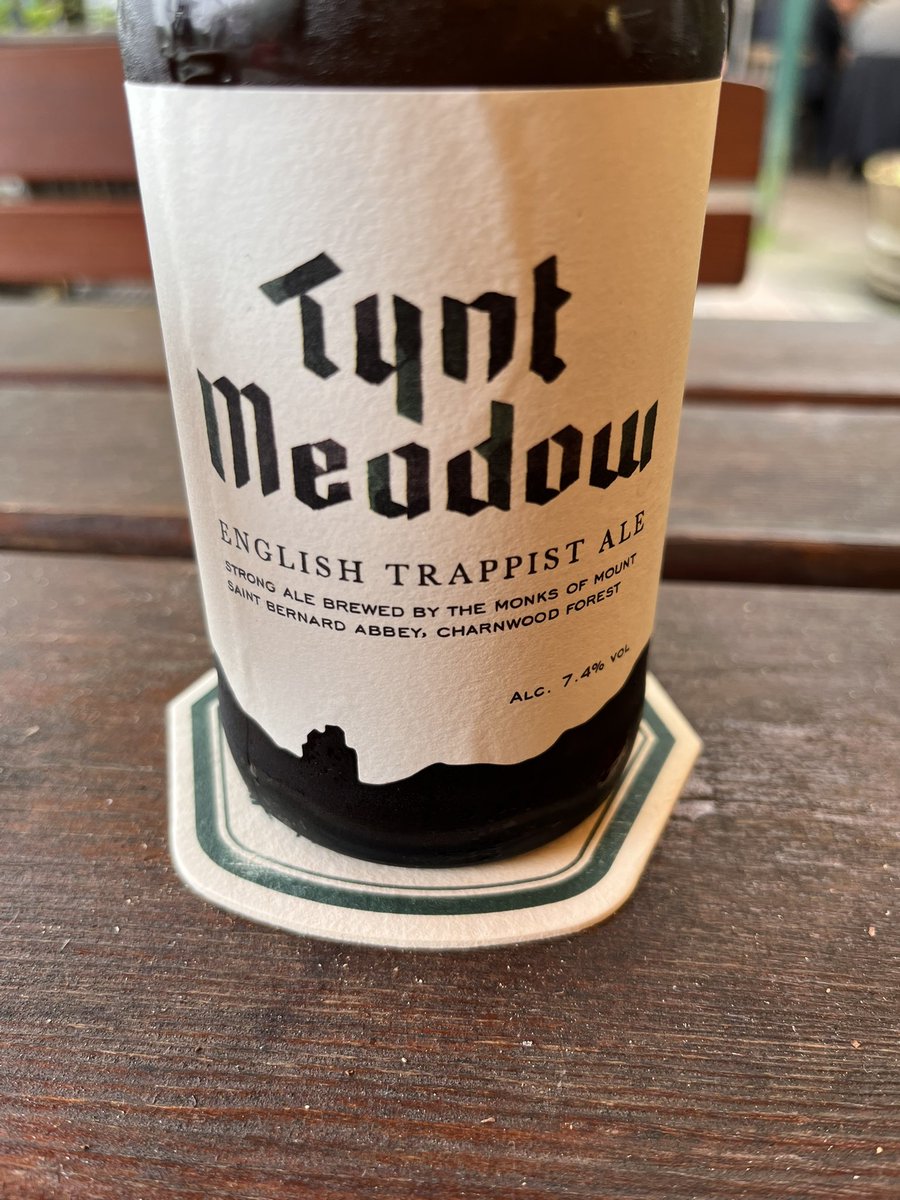 Tynt
Meadow
ENGLISH TRAPPIST ALE
STRONG ALE BREWED BY THE MONKS OF MOUNT
SAINT BERNARD ABBEY, CHARNWOOD FOREST
ALC. 7.4% VOL